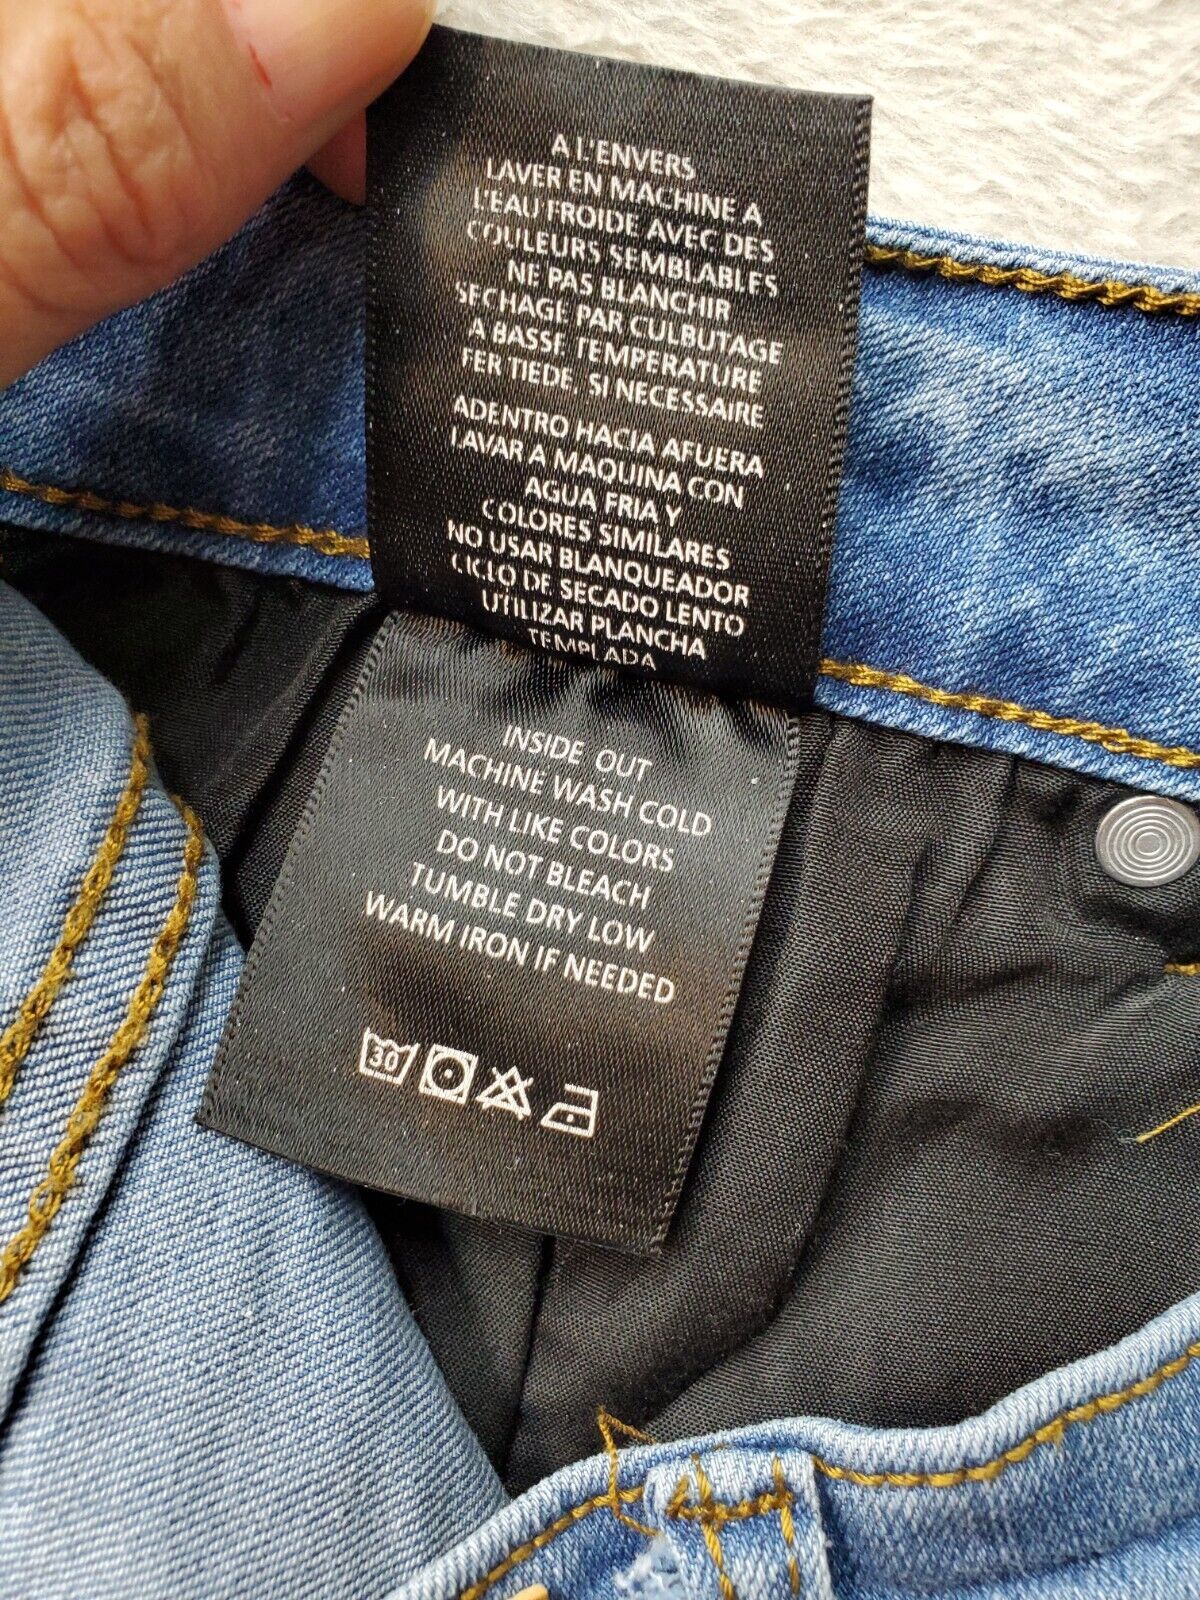 A L'ENVERS
LAVER EN MACHINE A
L'EAU FROIDE AVEC DES
COULEURS SEMBLABLES
NE PAS BLANCHIR
SECHAGE PAR CULBUTAGE
A BASSE TEMPERATURE
FER TIEDE, SI NECESSAIRE
ADENTRO HACIA AFUERA
LAVAR A MAQUINA CON
AGUA FRIA Y
COLORES SIMILARES
NO USAR BLANQUEADOR
CICLO DE SECADO LENTO
UTILIZAR PLANCHA
TEMPLADA
INSIDE OUT
MACHINE WASH COLD
WITH LIKE COLORS
DO NOT BLEACH
TUMBLE DRY LOW
WARM IRON IF NEEDED
30